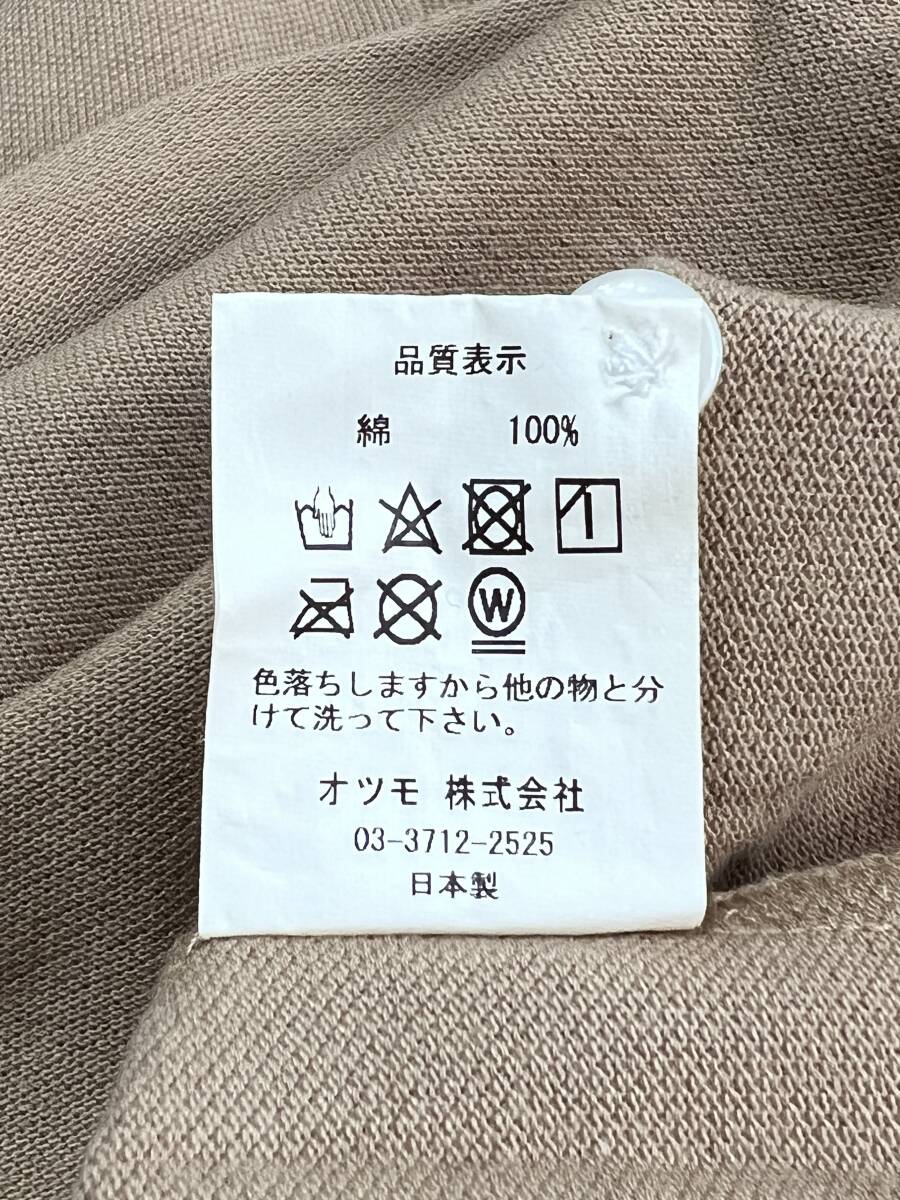 品質表示
綿 100%
W
色落ちしますから他の物と分
けて洗って下さい。
オツモ 株式会社
03-3712-2525
日本製